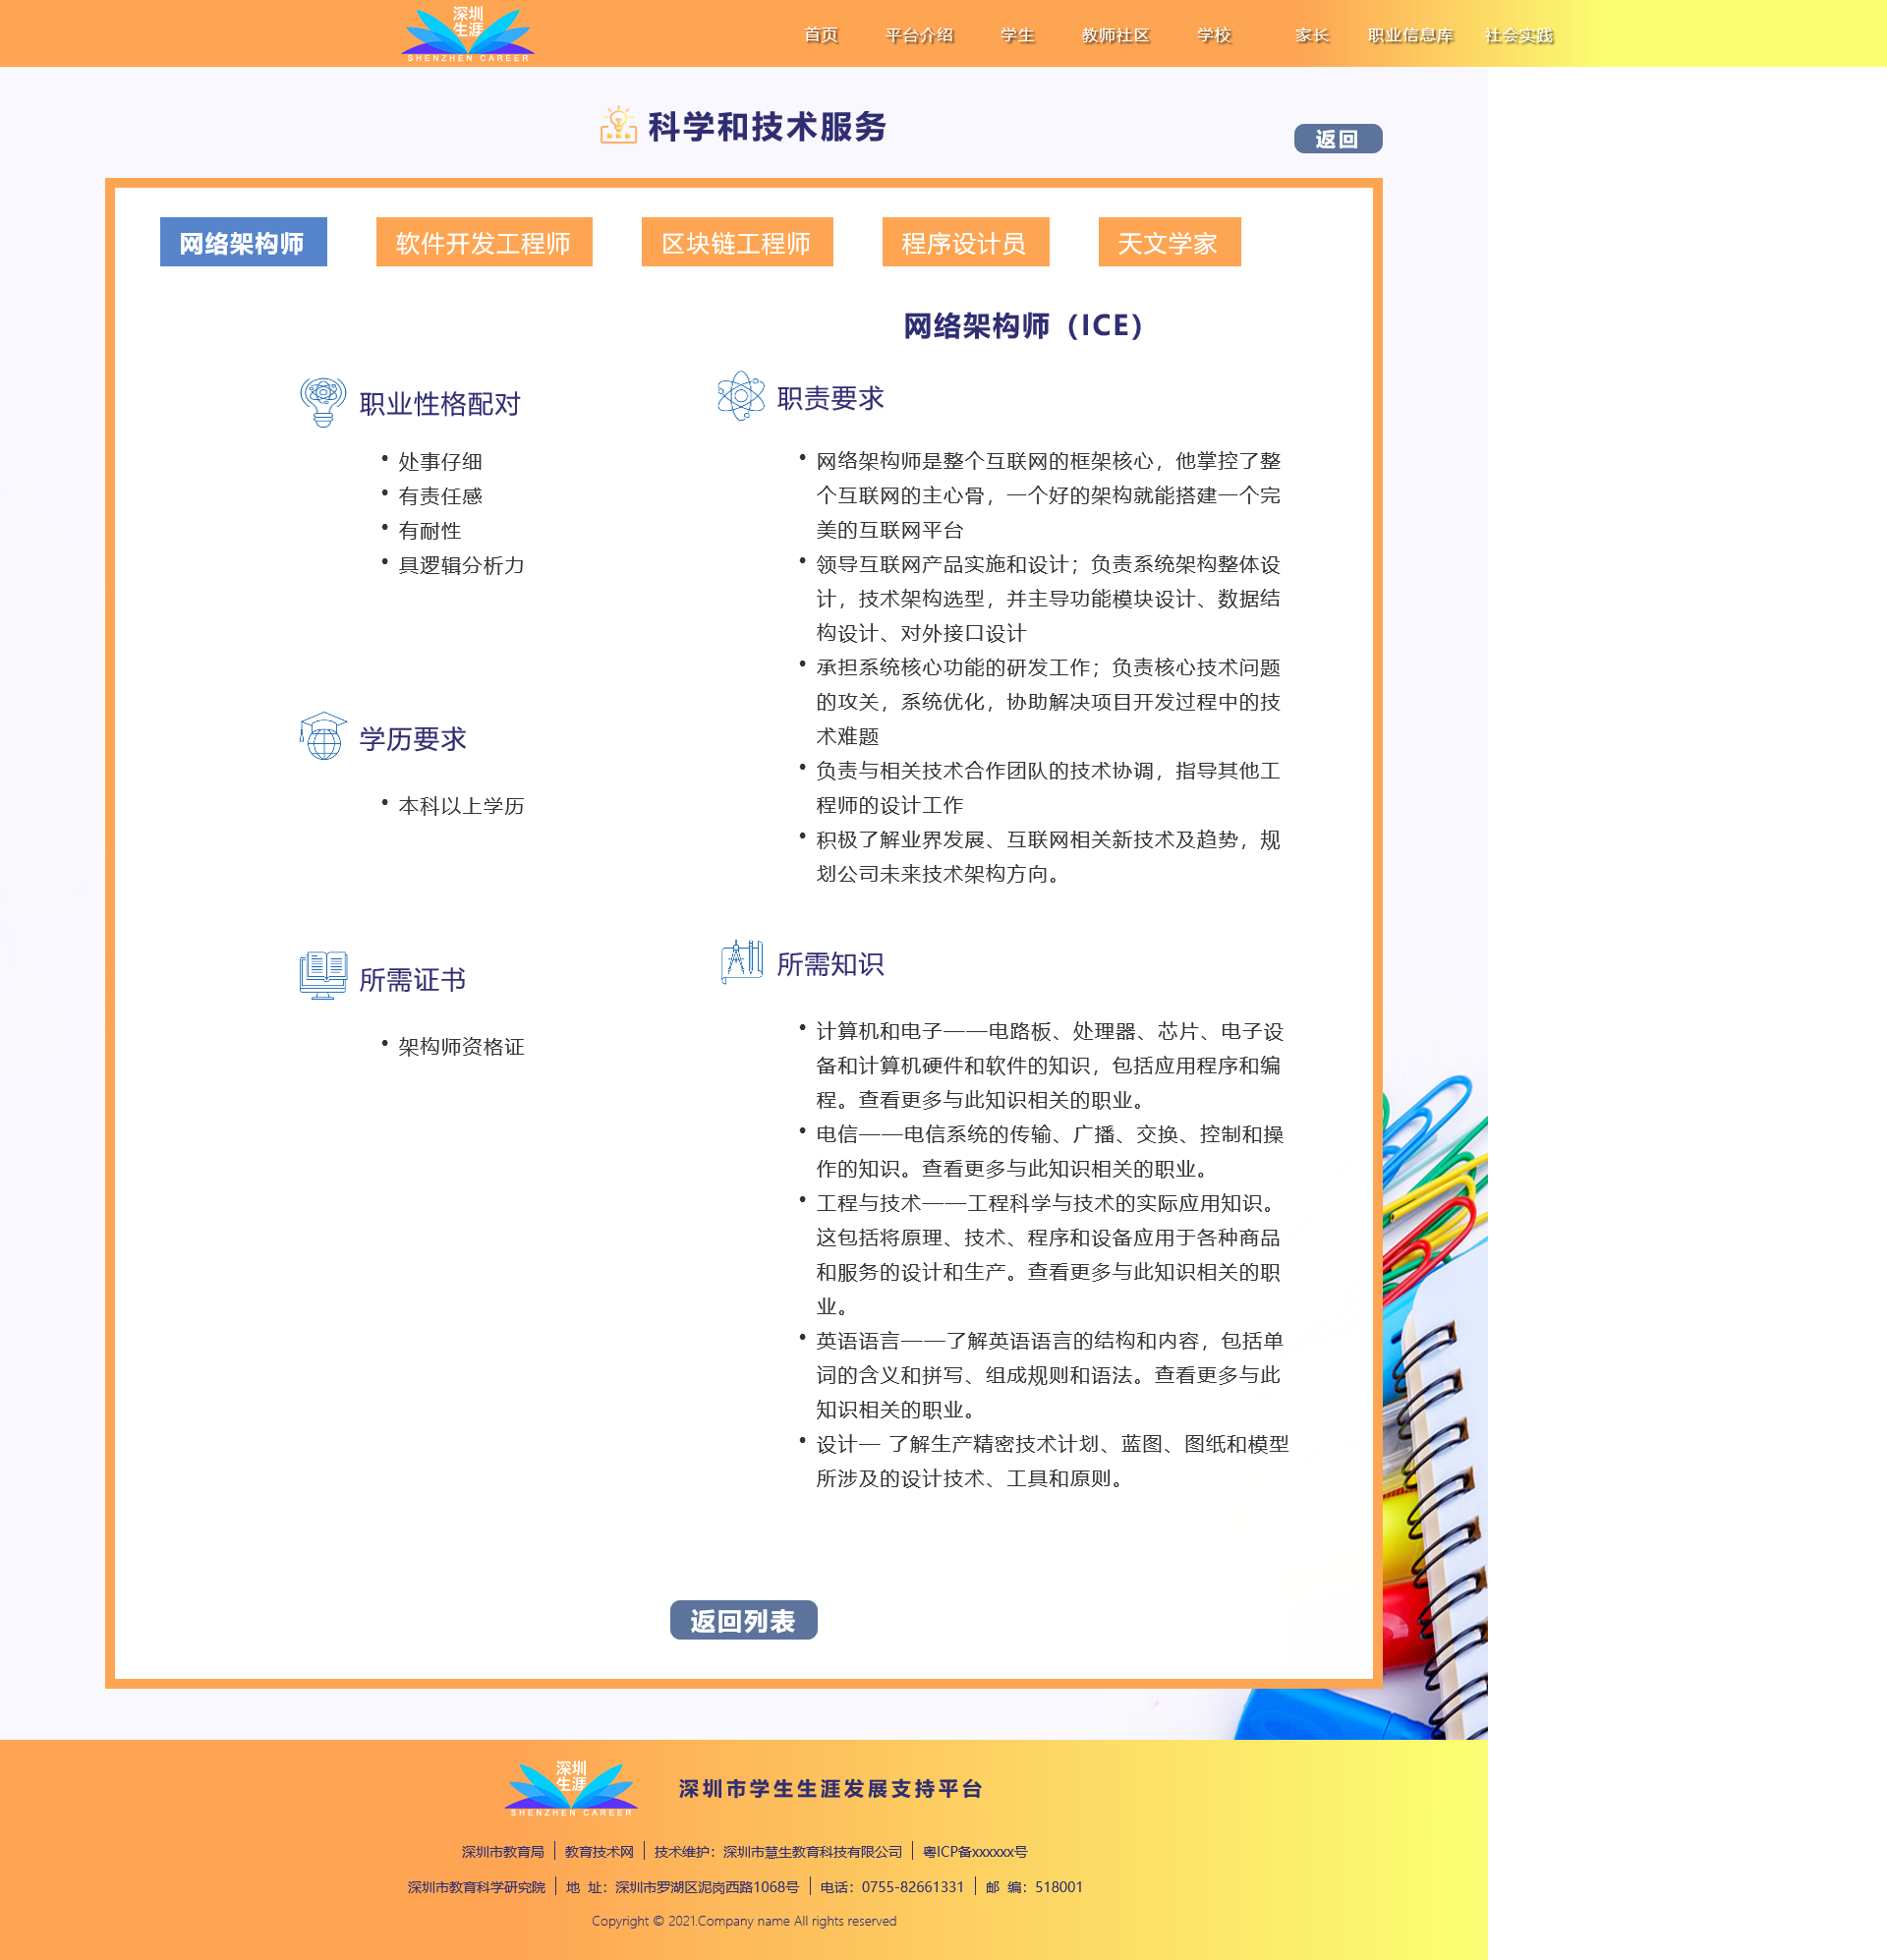 深圳
生涯
SHENZHEN CAREER
首页 平台介绍 学生 教师社区 学校 家长 职业信息库 社会实践
科学和技术服务
返回
网络架构师 软件开发工程师 区块链工程师 程序设计员 天文学家
网络架构师（ICE）
职业性格配对
• 处事仔细
• 有责任感
• 有耐性
• 具逻辑分析力
学历要求
• 本科以上学历
所需证书
• 架构师资格证
职责要求
• 网络架构师是整个互联网的框架核心，他掌控了整
个互联网的主心骨，一个好的架构就能搭建一个完
美的互联网平台
• 领导互联网产品实施和设计；负责系统架构整体设
计，技术架构选型，并主导功能模块设计、数据结
构设计、对外接口设计
• 承担系统核心功能的研发工作；负责核心技术问题
的攻关，系统优化，协助解决项目开发过程中的技
术难题
• 负责与相关技术合作团队的技术协调，指导其他工
程师的设计工作
• 积极了解业界发展、互联网相关新技术及趋势，规
划公司未来技术架构方向。
所需知识
• 计算机和电子——电路板、处理器、芯片、电子设
备和计算机硬件和软件的知识，包括应用程序和编
程。查看更多与此知识相关的职业。
• 电信——电信系统的传输、广播、交换、控制和操
作的知识。查看更多与此知识相关的职业。
• 工程与技术——工程科学与技术的实际应用知识。
这包括将原理、技术、程序和设备应用于各种商品
和服务的设计和生产。查看更多与此知识相关的职
业。
• 英语语言——了解英语语言的结构和内容，包括单
词的含义和拼写、组成规则和语法。查看更多与此
知识相关的职业。
• 设计— 了解生产精密技术计划、蓝图、图纸和模型
所涉及的设计技术、工具和原则。
返回列表
深圳
生涯
SHENZHEN CAREER
深圳市学生生涯发展支持平台
深圳市教育局 | 教育技术网 | 技术维护：深圳市慧生教育科技有限公司 | 粤ICP备xxxxxx号
深圳市教育科学研究院 | 地 址：深圳市罗湖区泥岗西路1068号 | 电话：0755-82661331 | 邮 编：518001
Copyright © 2021.Company name All rights reserved